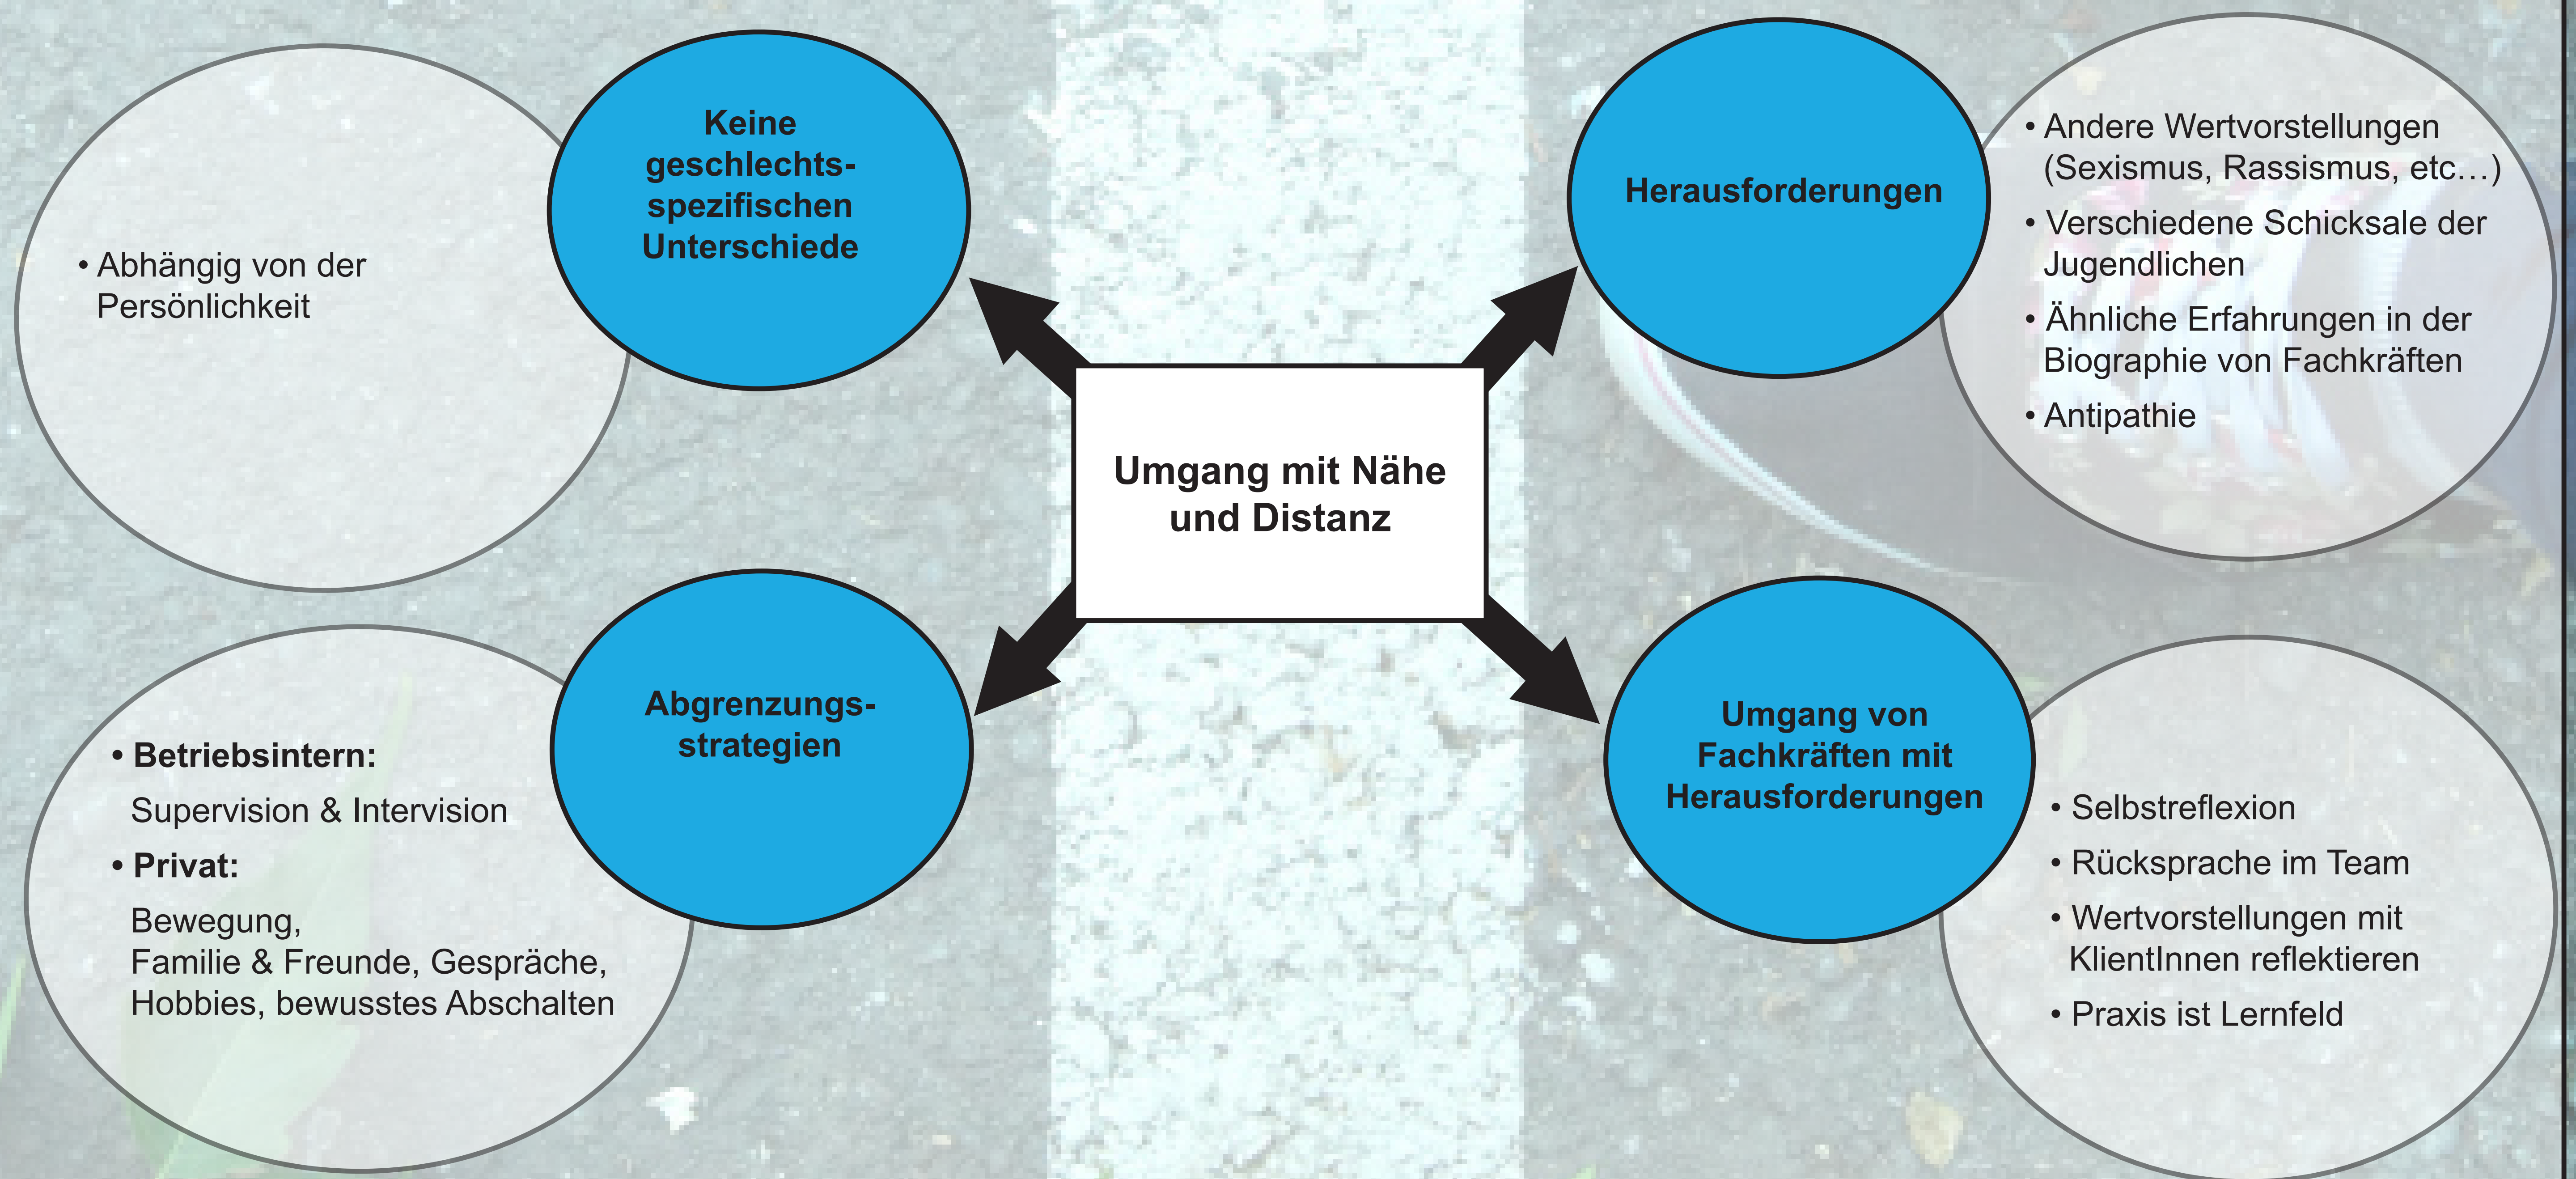 Keine
geschlechts-
spezifischen
Unterschiede
• Abhängig von der
Persönlichkeit
Herausforderungen
• Andere Wertvorstellungen
(Sexismus, Rassismus, etc…)
• Verschiedene Schicksale der
Jugendlichen
• Ähnliche Erfahrungen in der
Biographie von Fachkräften
• Antipathie
Umgang mit Nähe
und Distanz
Abgrenzungs-
strategien
• Betriebsintern:
Supervision & Intervision
• Privat:
Bewegung,
Familie & Freunde, Gespräche,
Hobbies, bewusstes Abschalten
Umgang von
Fachkräften mit
Herausforderungen
• Selbstreflexion
• Rücksprache im Team
• Wertvorstellungen mit
KlientInnen reflektieren
• Praxis ist Lernfeld